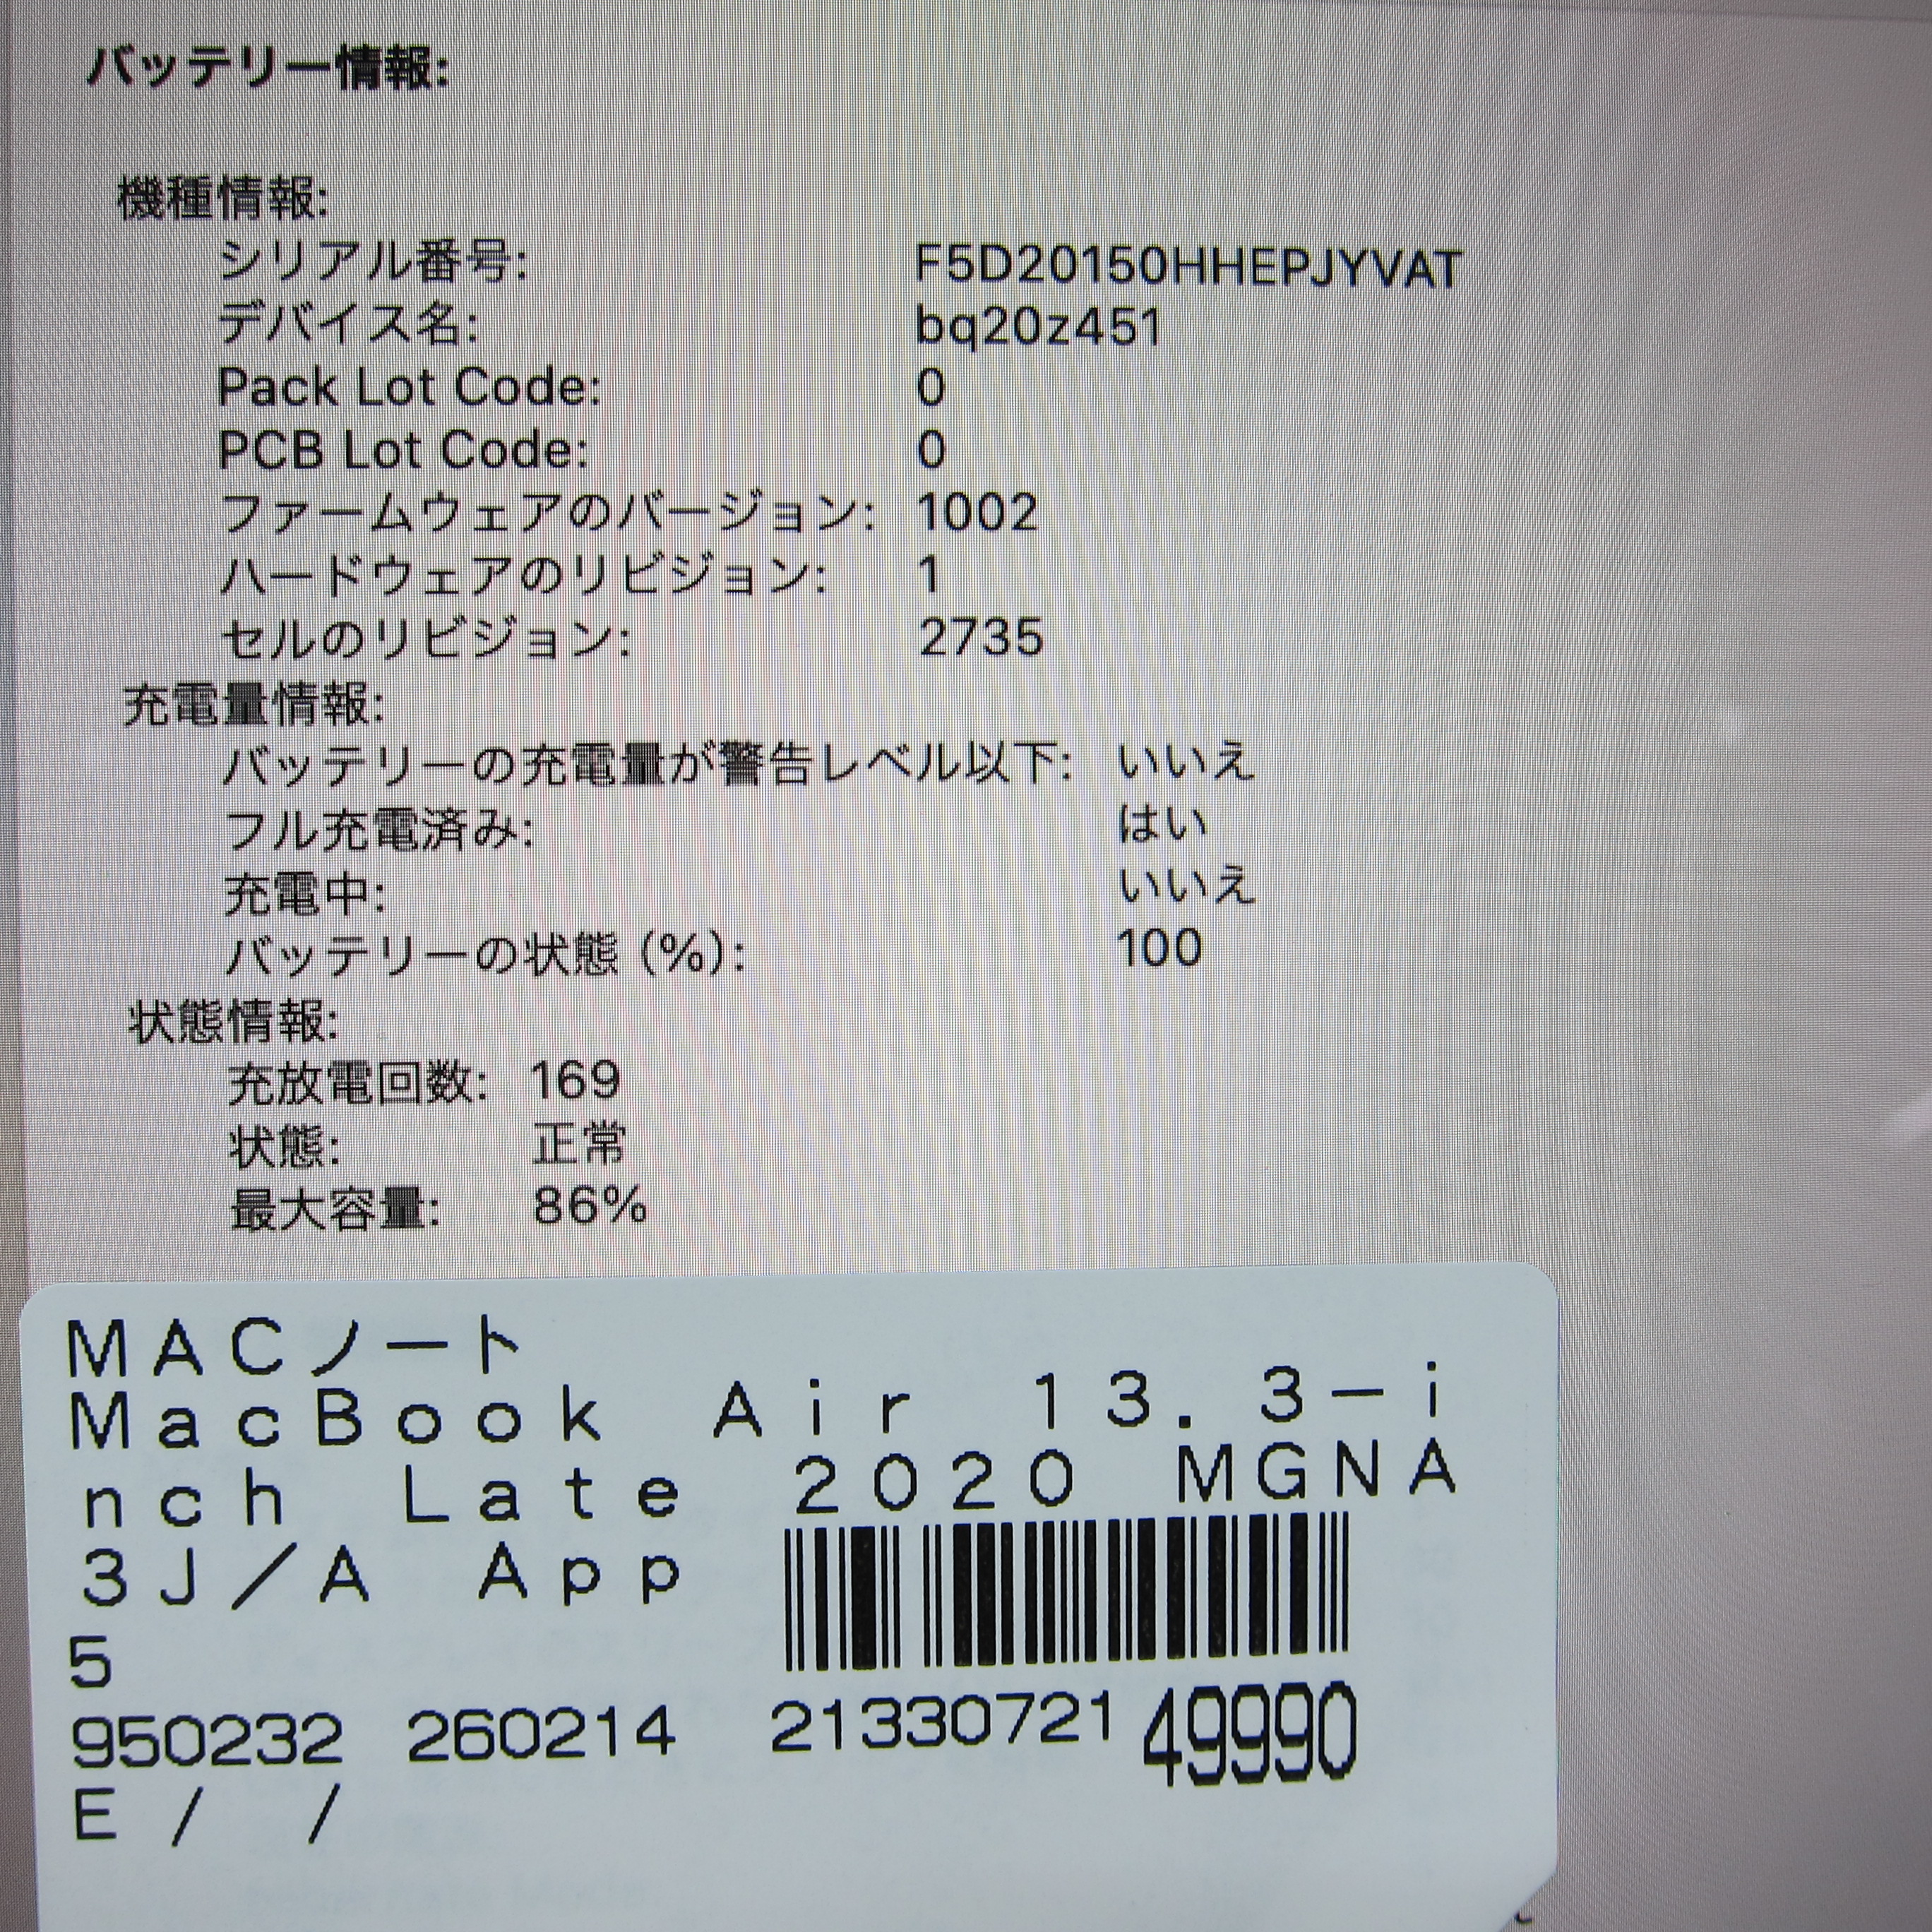 バッテリー情報:
機種情報:
シリアル番号: F5D20150HHEPJYVAT
デバイス名: bq20z451
Pack Lot Code: 0
PCB Lot Code: 0
ファームウェアのバージョン: 1002
ハードウェアのリビジョン: 1
セルのリビジョン: 2735
充電量情報:
バッテリーの充電量が警告レベル以下: いいえ
フル充電済み: はい
充電中: いいえ
バッテリーの状態 (%): 100
状態情報:
充放電回数: 169
状態: 正常
最大容量: 86%
MACノート
MacBook Air 13.3-i
nch Late 2020 MGNA
3J/A App
5
950232 260214 21330721 49990
E / /